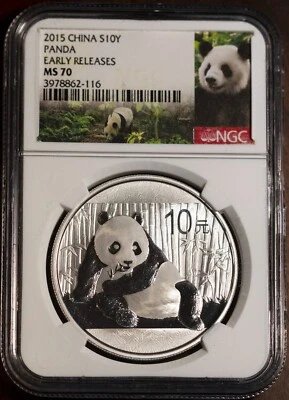 2015 CHINA S10Y
PANDA
EARLY RELEASES
MS 70
3978862-116
NGC
10元